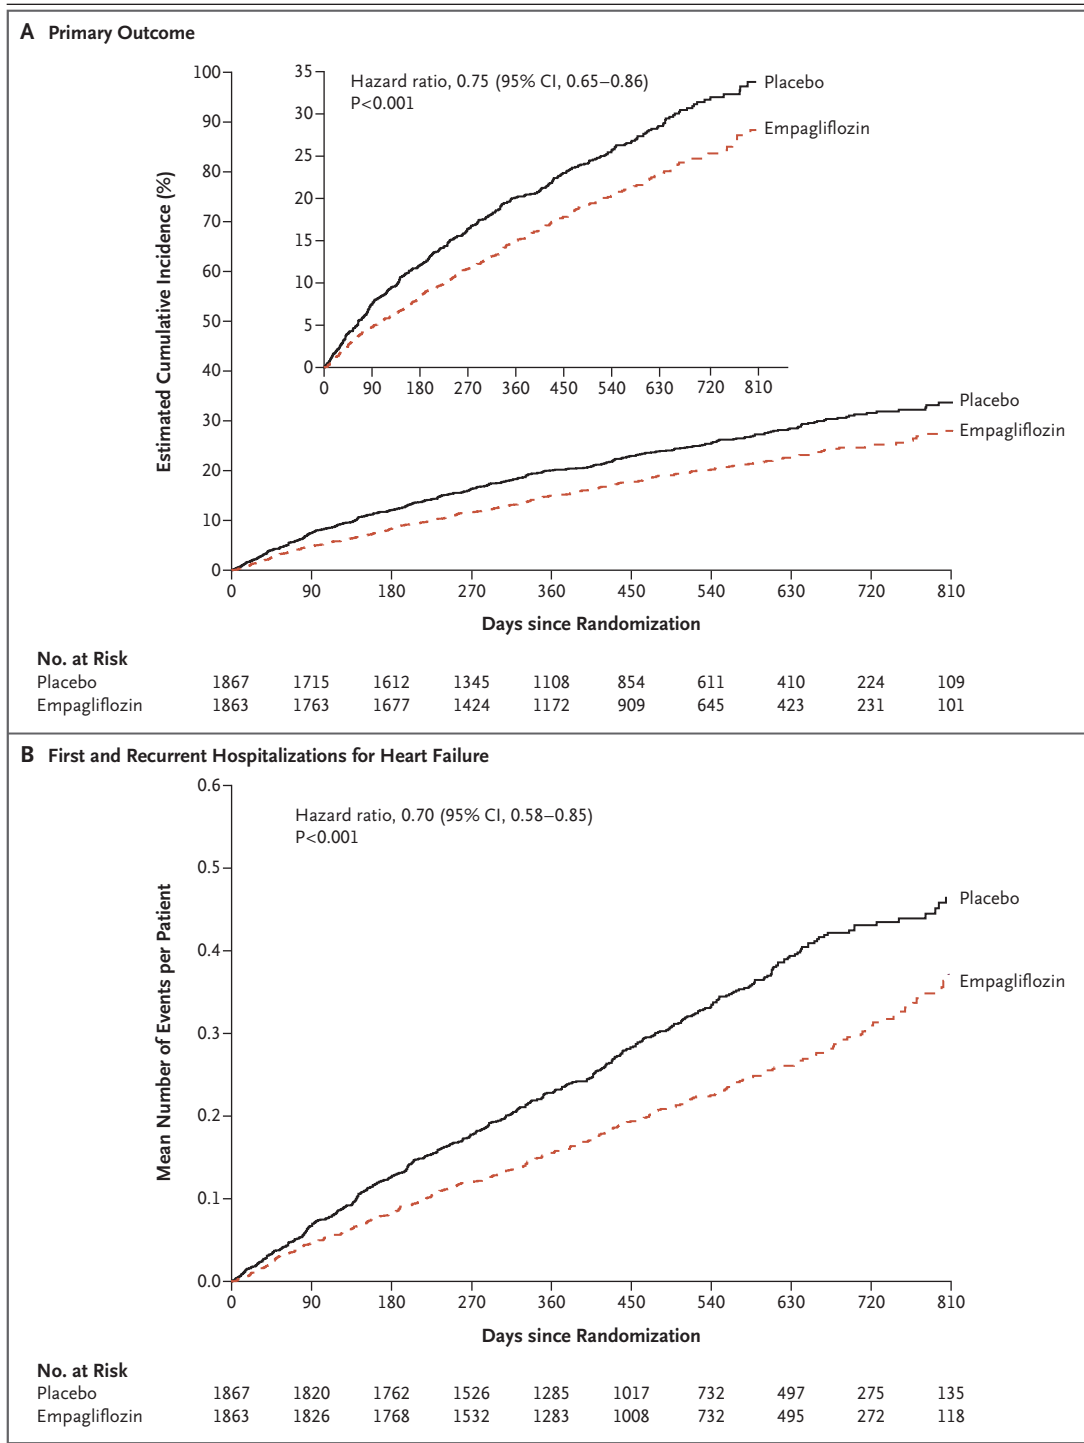 A Primary Outcome
Estimated Cumulative Incidence (%)
100
90
80
70
60
50
40
30
20
10
0
35
30
25
20
15
10
5
0
Hazard ratio, 0.75 (95% CI, 0.65–0.86)
P<0.001
Placebo
Empagliflozin
0 90 180 270 360 450 540 630 720 810
Placebo
Empagliflozin
0 90 180 270 360 450 540 630 720 810
Days since Randomization
No. at Risk
Placebo 1867 1715 1612 1345 1108 854 611 410 224 109
Empagliflozin 1863 1763 1677 1424 1172 909 645 423 231 101
B First and Recurrent Hospitalizations for Heart Failure
Mean Number of Events per Patient
0.6
0.5
0.4
0.3
0.2
0.1
0.0
Hazard ratio, 0.70 (95% CI, 0.58–0.85)
P<0.001
Placebo
Empagliflozin
0 90 180 270 360 450 540 630 720 810
Days since Randomization
No. at Risk
Placebo 1867 1820 1762 1526 1285 1017 732 497 275 135
Empagliflozin 1863 1826 1768 1532 1283 1008 732 495 272 118